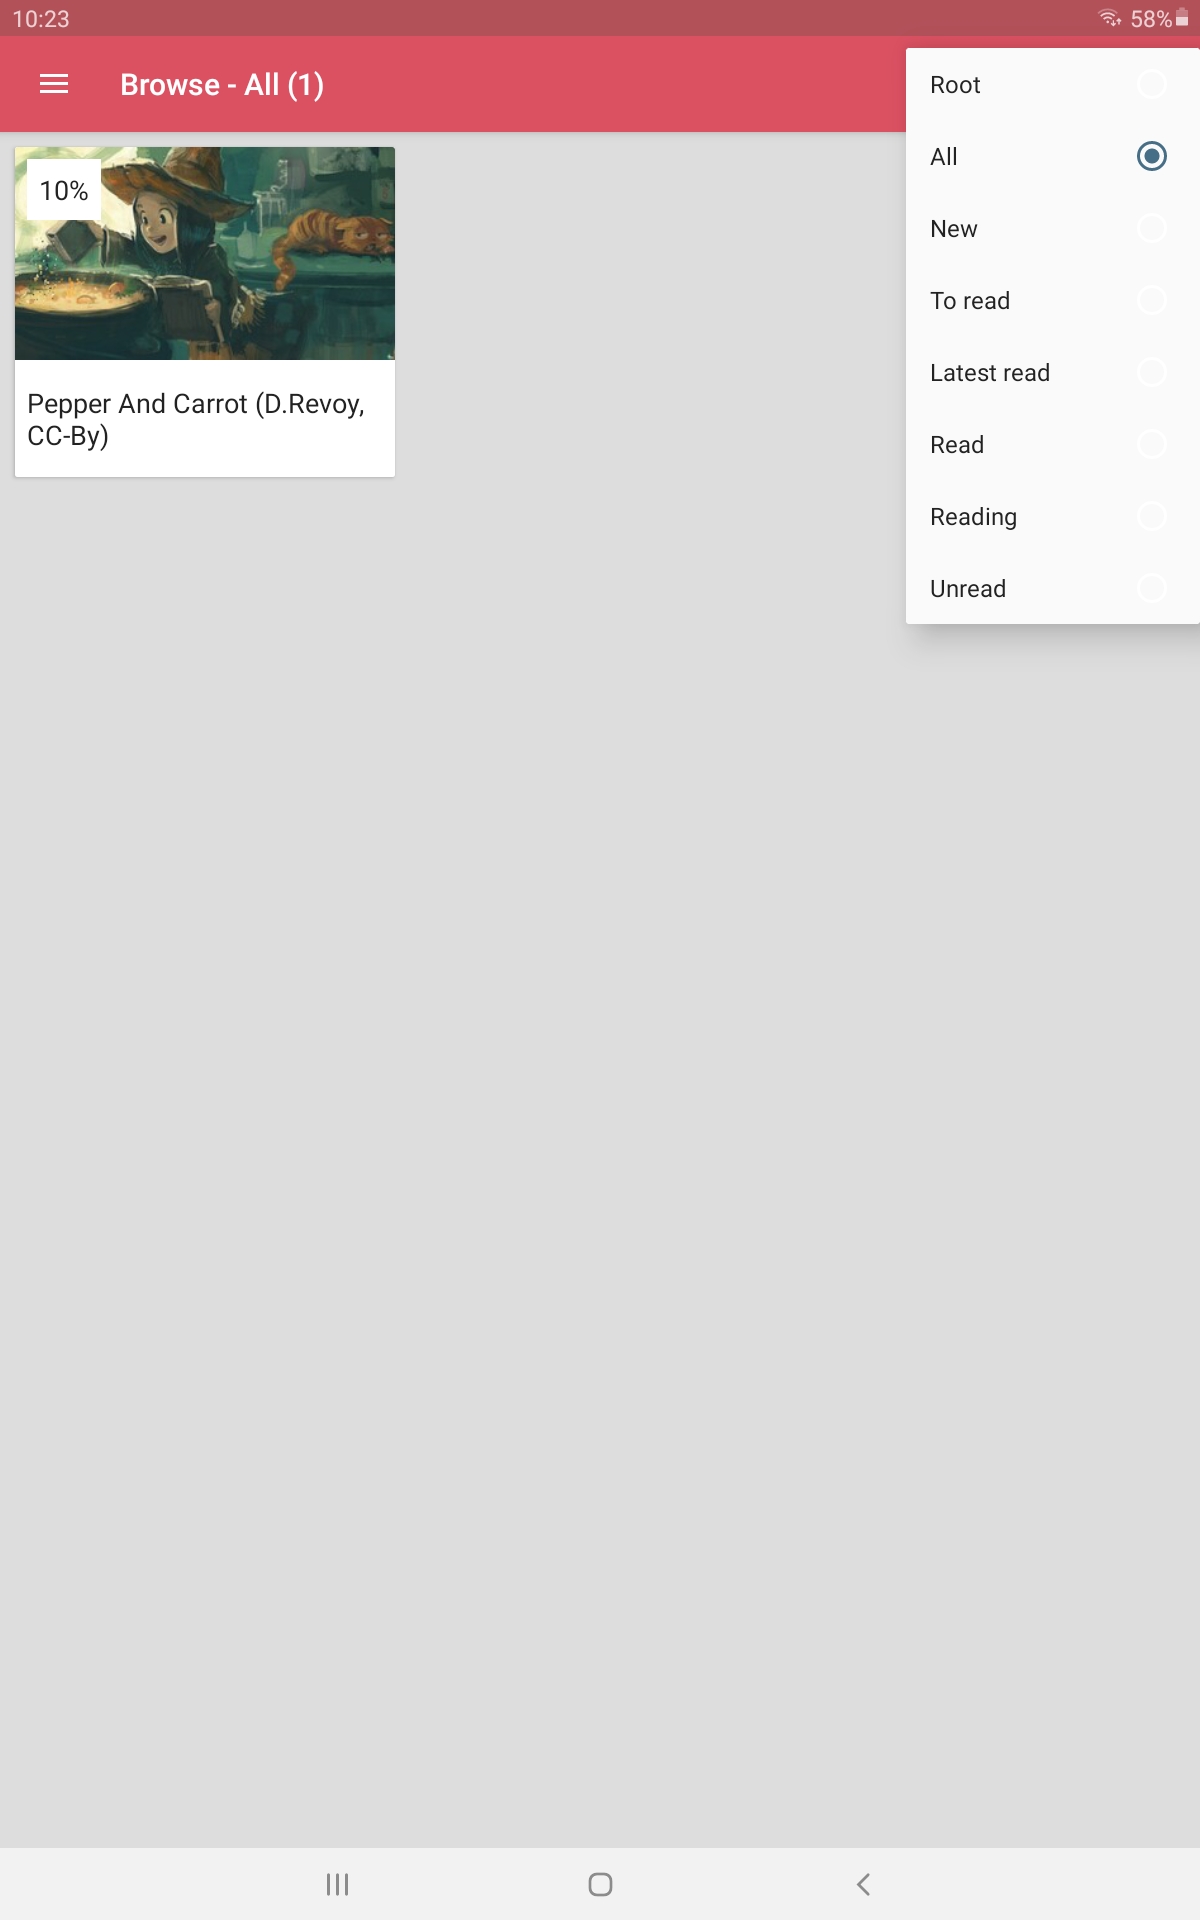 10:23
58%
Browse - All (1)
Root
All
New
To read
Latest read
Read
Reading
Unread
10%
Pepper And Carrot (D.Revoy,
CC-By)